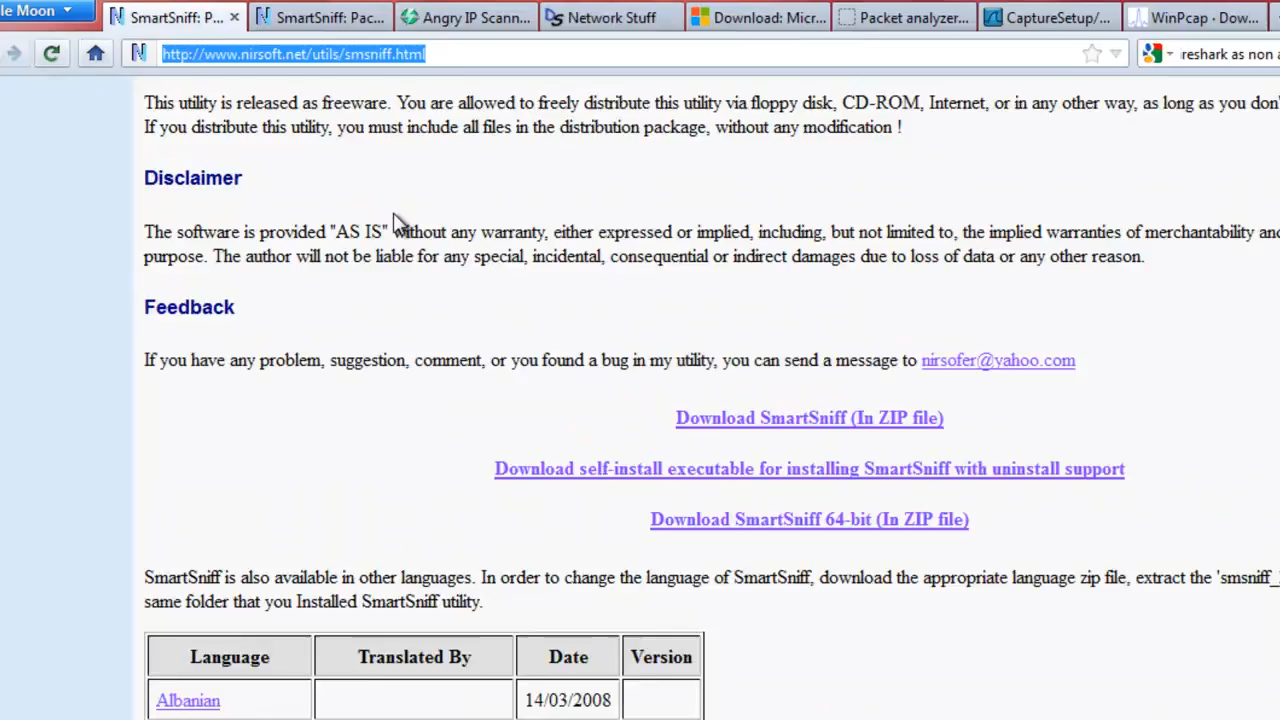 le Moon
SmartSniff: P... ×
SmartSniff: Pac...
Angry IP Scann...
Network Stuff
Download: Micr...
Packet analyzer...
CaptureSetup/...
WinPcap · Dow...
http://www.nirsoft.net/utils/smsniff.html
reshark as non a
This utility is released as freeware. You are allowed to freely distribute this utility via floppy disk, CD-ROM, Internet, or in any other way, as long as you don'
If you distribute this utility, you must include all files in the distribution package, without any modification !
Disclaimer
The software is provided "AS IS" without any warranty, either expressed or implied, including, but not limited to, the implied warranties of merchantability and
purpose. The author will not be liable for any special, incidental, consequential or indirect damages due to loss of data or any other reason.
Feedback
If you have any problem, suggestion, comment, or you found a bug in my utility, you can send a message to nirsofer@yahoo.com
Download SmartSniff (In ZIP file)
Download self-install executable for installing SmartSniff with uninstall support
Download SmartSniff 64-bit (In ZIP file)
SmartSniff is also available in other languages. In order to change the language of SmartSniff, download the appropriate language zip file, extract the 'smsniff_
same folder that you Installed SmartSniff utility.
Language Translated By Date Version
Albanian 14/03/2008